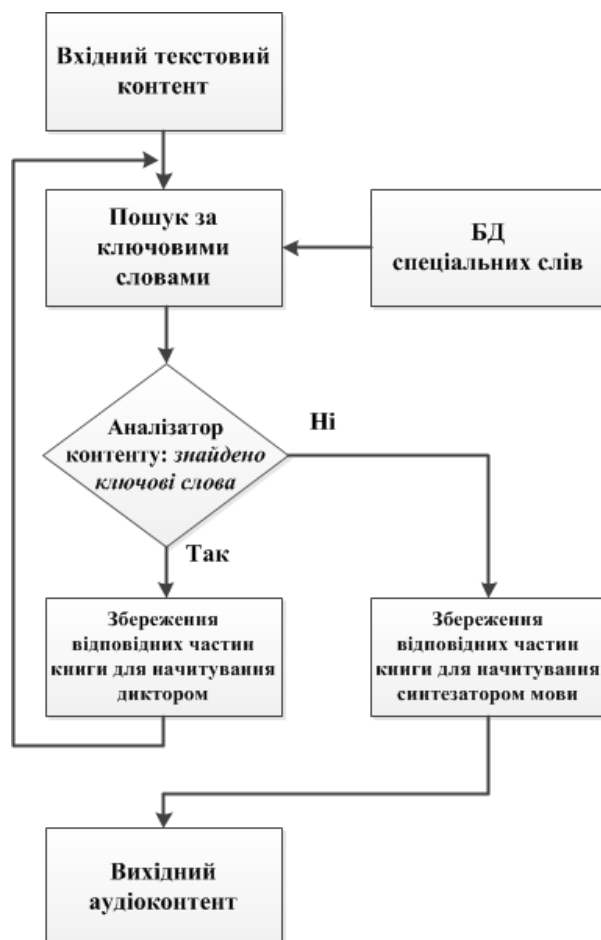 Вхідний текстовий
контент
Пошук за
ключовими
словами
БД
спеціальних слів
Аналізатор
контенту: знайдено
ключові слова
Ні
Так
Збереження
відповідних частин
книги для начитування
диктором
Збереження
відповідних частин
книги для начитування
синтезатором мови
Вихідний
аудіоконтент